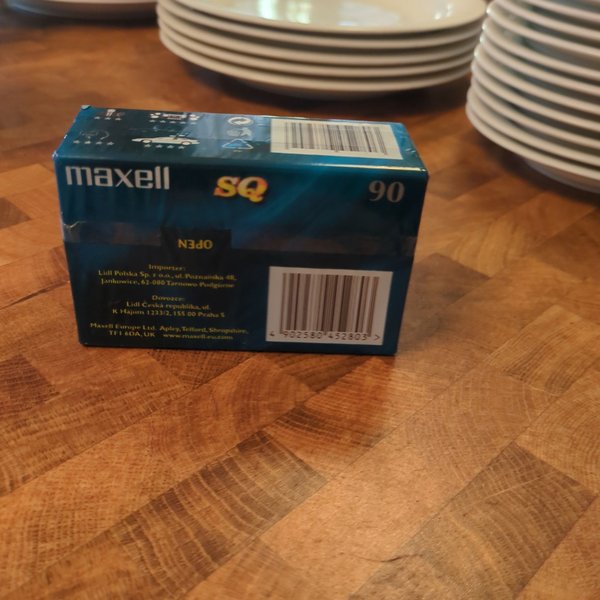 maxell SQ 90
OPEN
Importer:
Lidl Polska Sp. z o.o., ul. Poznańska 48,
Jankowice, 62-080 Tarnowo Podgórne
Dovozce:
Lidl Česká republika, ul.
K Hájům 1233/2, 155 00 Praha 5
Maxell Europe Ltd. Apley, Telford, Shropshire,
TF1 6DA, UK www.maxell.eu.com
4 902580 452803 >